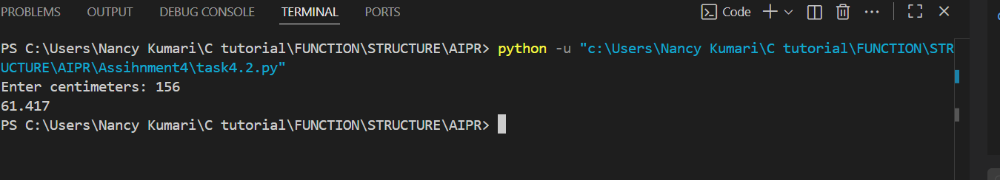 PROBLEMS OUTPUT DEBUG CONSOLE TERMINAL PORTS Code
PS C:\Users\Nancy Kumari\C tutorial\FUNCTION\STRUCTURE\AIPR> python -u "c:\Users\Nancy Kumari\C tutorial\FUNCTION\STR
UCTURE\AIPR\Assihnment4\task4.2.py"
Enter centimeters: 156
61.417
PS C:\Users\Nancy Kumari\C tutorial\FUNCTION\STRUCTURE\AIPR>